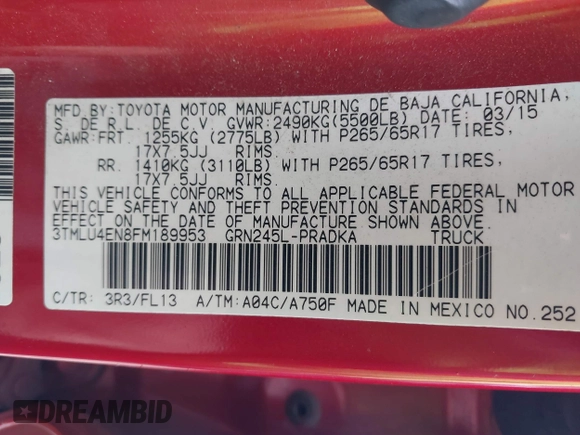 MFD.BY:TOYOTA MOTOR MANUFACTURING DE BAJA CALIFORNIA,
S. DE R.L. DE C.V. GVWR:2490KG(5500LB) DATE: 03/15
GAWR:FRT. 1255KG (2775LB) WITH P265/65R17 TIRES,
17X7.5JJ RIMS
RR. 1410KG (3110LB) WITH P265/65R17 TIRES,
17X7.5JJ RIMS
THIS VEHICLE CONFORMS TO ALL APPLICABLE FEDERAL MOTOR
VEHICLE SAFETY AND THEFT PREVENTION STANDARDS IN
EFFECT ON THE DATE OF MANUFACTURE SHOWN ABOVE.
3TMLU4EN8FM189953 GRN245L-PRADKA TRUCK
C/TR: 3R3/FL13 A/TM:A04C/A750F MADE IN MEXICO NO.252
DREAMBID